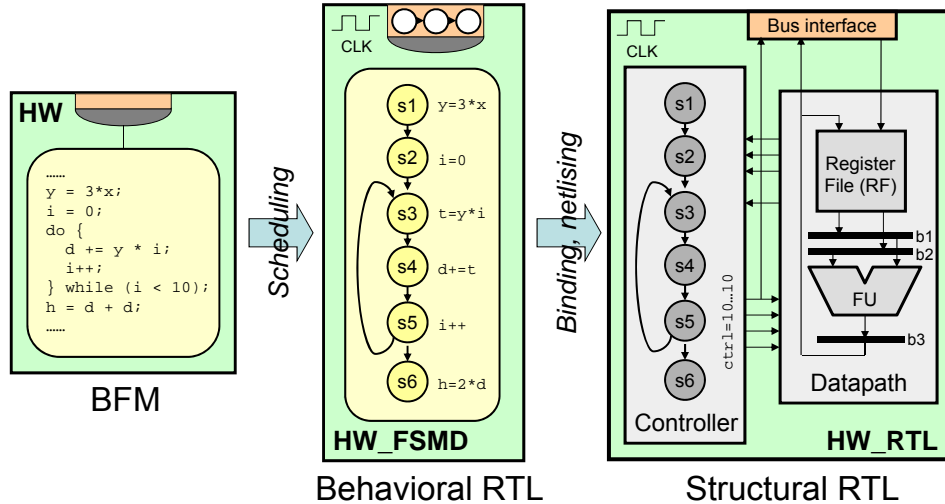 HW
......
y = 3*x;
i = 0;
do {
d += y * i;
i++;
} while (i < 10);
h = d + d;
......
BFM
Scheduling
CLK
s1 y=3*x
s2 i=0
s3 t=y*i
s4 d+=t
s5 i++
s6 h=2*d
HW_FSMD
Behavioral RTL
Binding, netlising
CLK
Bus interface
s1
s2
s3
s4
s5
s6
ctrl=10…10
Controller
Register
File (RF)
b1
b2
FU
b3
Datapath
HW_RTL
Structural RTL